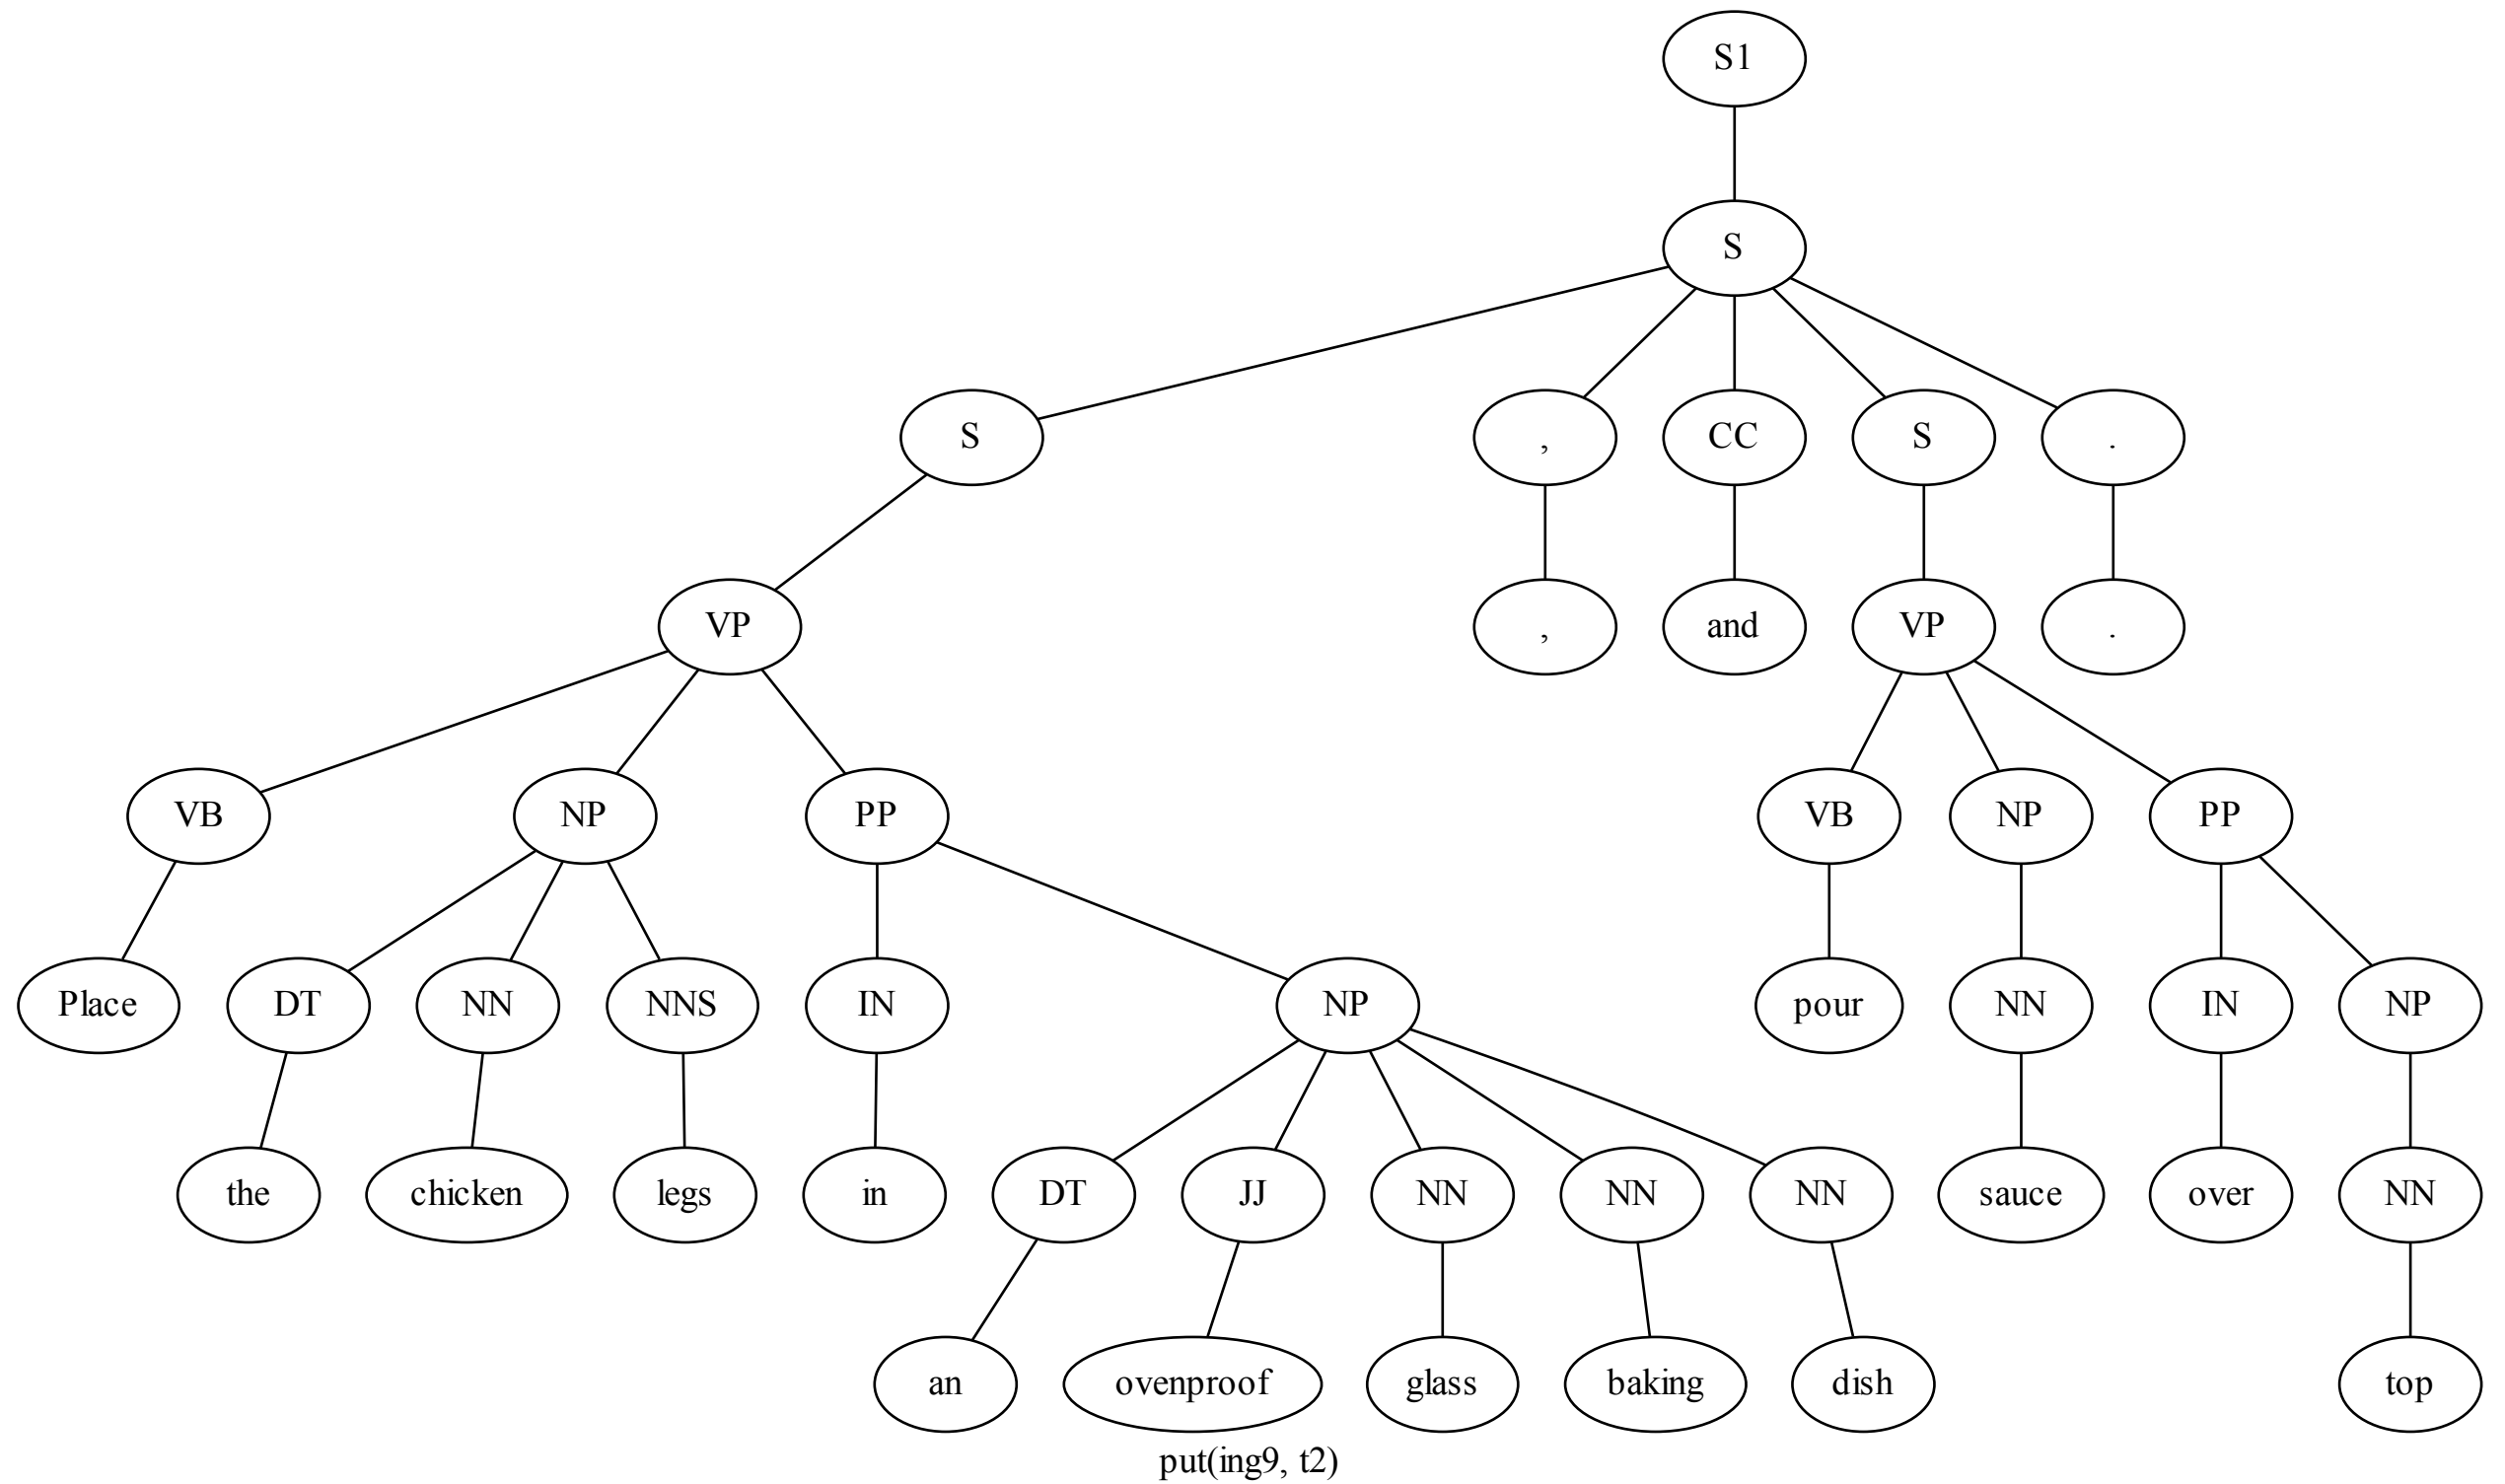 S1
S
S , CC S .
VP , and VP .
VB NP PP VB NP PP
Place DT NN NNS IN NP pour NN IN NP
the chicken legs in DT JJ NN NN NN sauce over NN
an ovenproof glass baking dish top
put(ing9, t2)